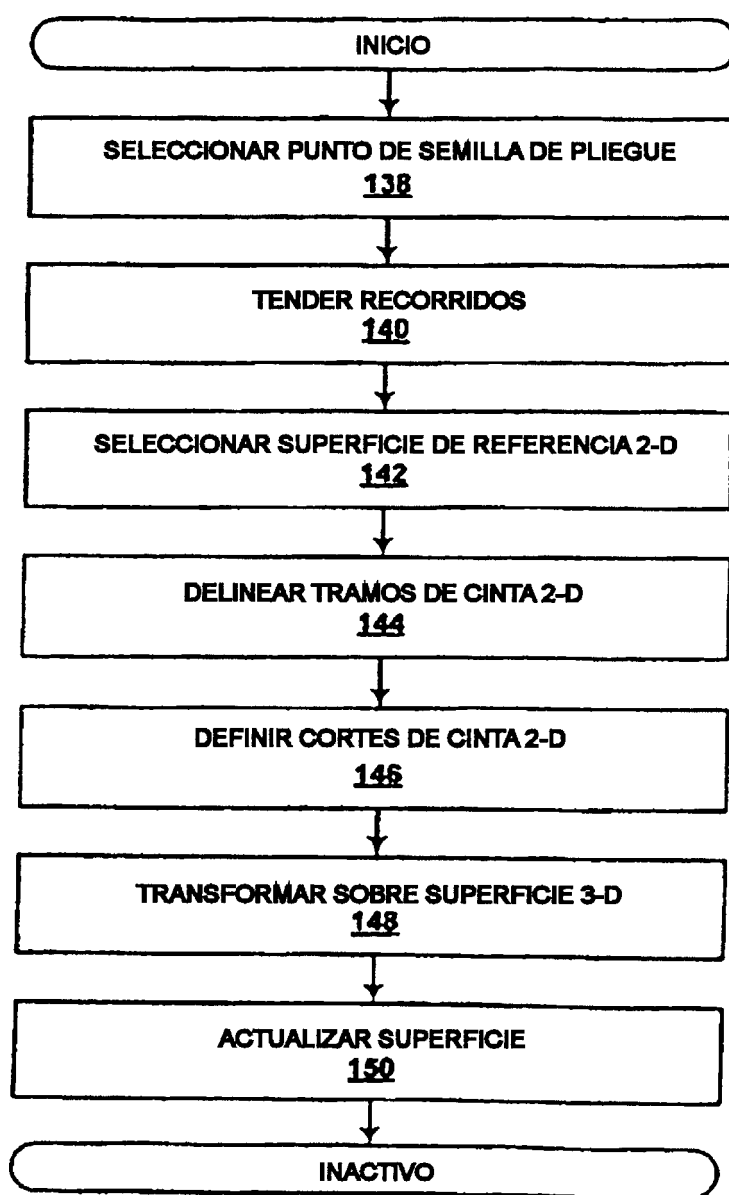 INICIO
SELECCIONAR PUNTO DE SEMILLA DE PLIEGUE
138
TENDER RECORRIDOS
140
SELECCIONAR SUPERFICIE DE REFERENCIA 2-D
142
DELINEAR TRAMOS DE CINTA 2-D
144
DEFINIR CORTES DE CINTA 2-D
146
TRANSFORMAR SOBRE SUPERFICIE 3-D
148
ACTUALIZAR SUPERFICIE
150
INACTIVO